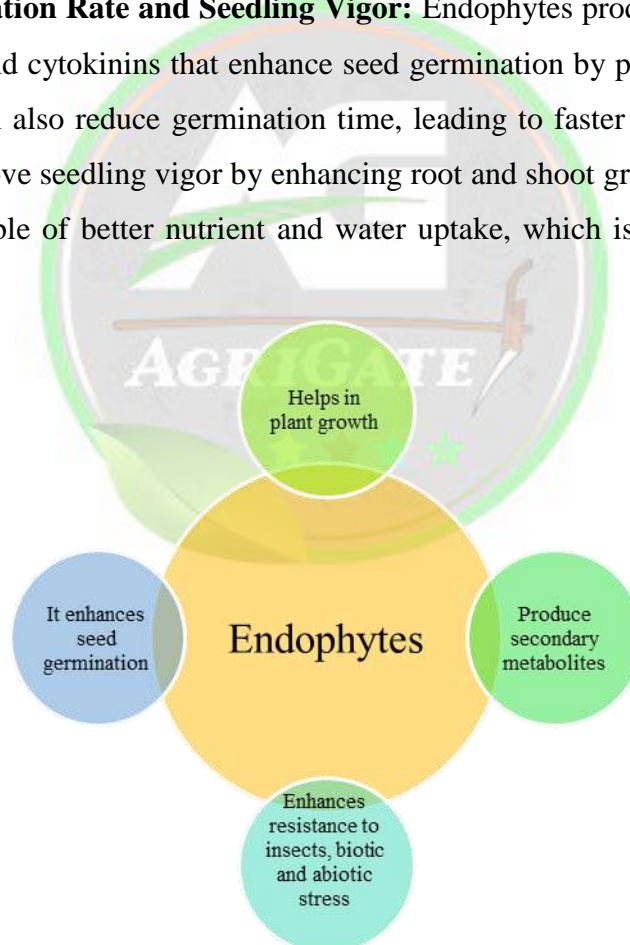 ation Rate and Seedling Vigor: Endophytes prod
nd cytokinins that enhance seed germination by p
also reduce germination time, leading to faster
ove seedling vigor by enhancing root and shoot gr
ble of better nutrient and water uptake, which is
AGRIGATE
Helps in
plant growth
It enhances
seed
germination
Endophytes
Produce
secondary
metabolites
Enhances
resistance to
insects, biotic
and abiotic
stress